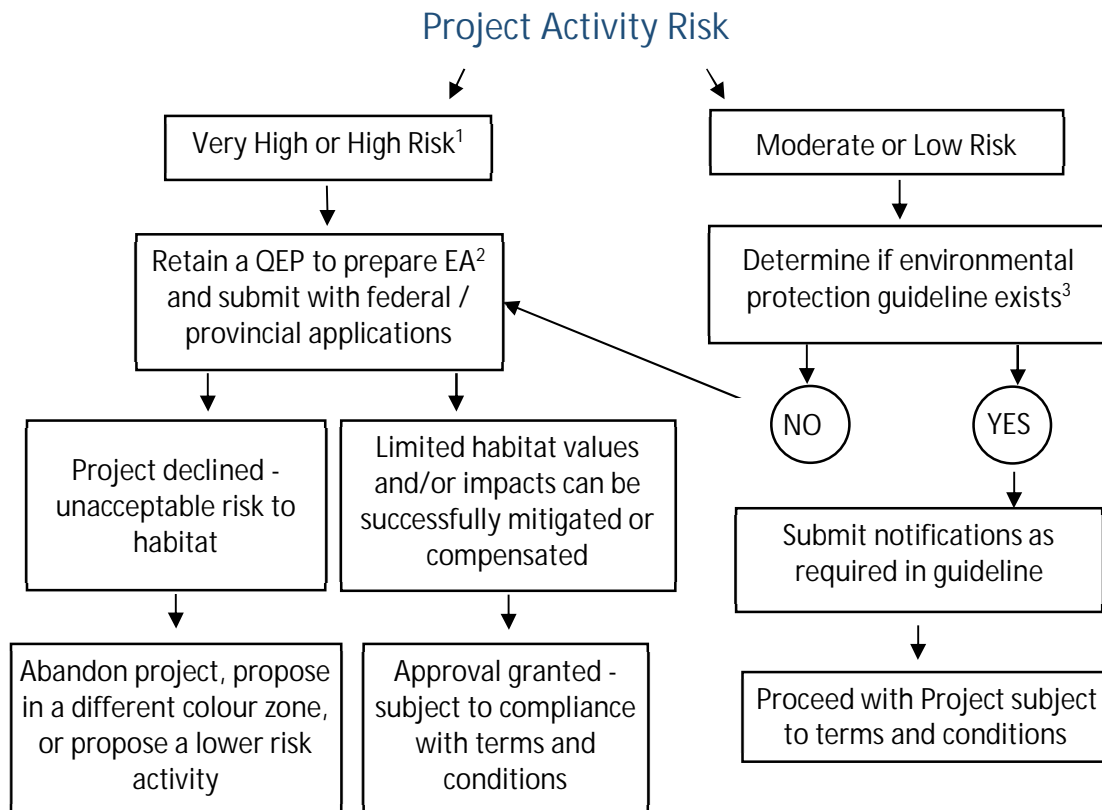 Project Activity Risk
Very High or High Risk¹
Moderate or Low Risk
Retain a QEP to prepare EA²
and submit with federal /
provincial applications
Determine if environmental
protection guideline exists³
NO
YES
Project declined -
unacceptable risk to
habitat
Limited habitat values
and/or impacts can be
successfully mitigated or
compensated
Submit notifications as
required in guideline
Abandon project, propose
in a different colour zone,
or propose a lower risk
activity
Approval granted -
subject to compliance
with terms and
conditions
Proceed with Project subject
to terms and conditions